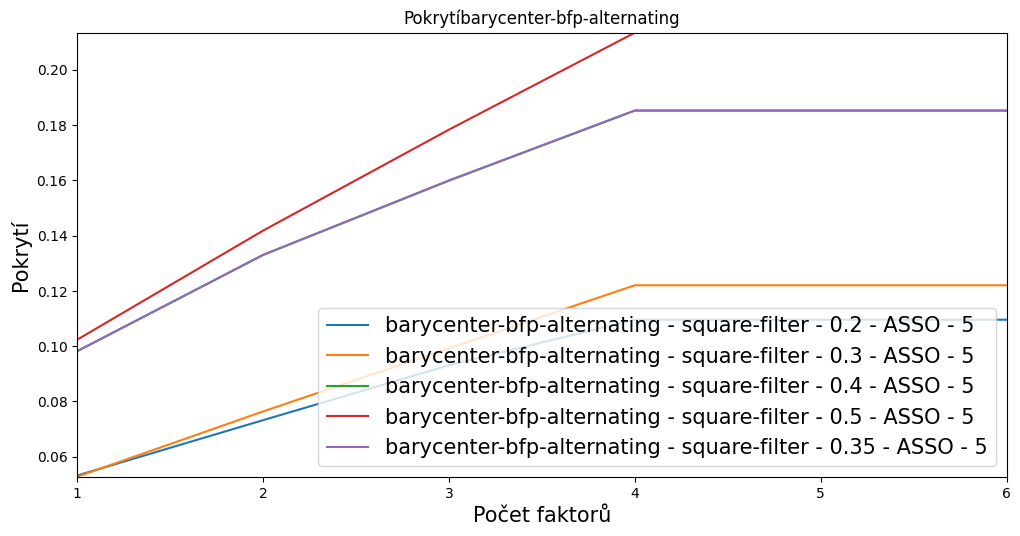 Pokrytíbarycenter-bfp-alternating
Pokrytí
0.20
0.18
0.16
0.14
0.12
0.10
0.08
0.06
barycenter-bfp-alternating - square-filter - 0.2 - ASSO - 5
barycenter-bfp-alternating - square-filter - 0.3 - ASSO - 5
barycenter-bfp-alternating - square-filter - 0.4 - ASSO - 5
barycenter-bfp-alternating - square-filter - 0.5 - ASSO - 5
barycenter-bfp-alternating - square-filter - 0.35 - ASSO - 5
1 2 3 4 5 6
Počet faktorů